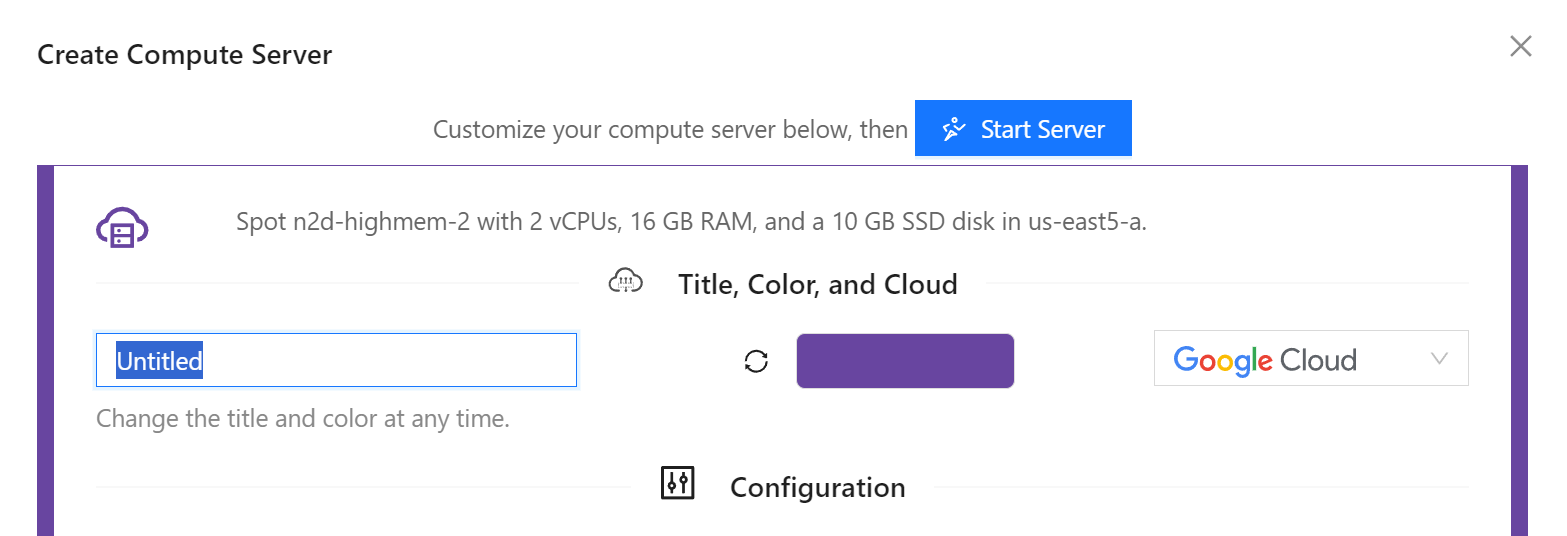 Create Compute Server
Customize your compute server below, then Start Server
Spot n2d-highmem-2 with 2 vCPUs, 16 GB RAM, and a 10 GB SSD disk in us-east5-a.
Title, Color, and Cloud
Untitled Google Cloud
Change the title and color at any time.
Configuration